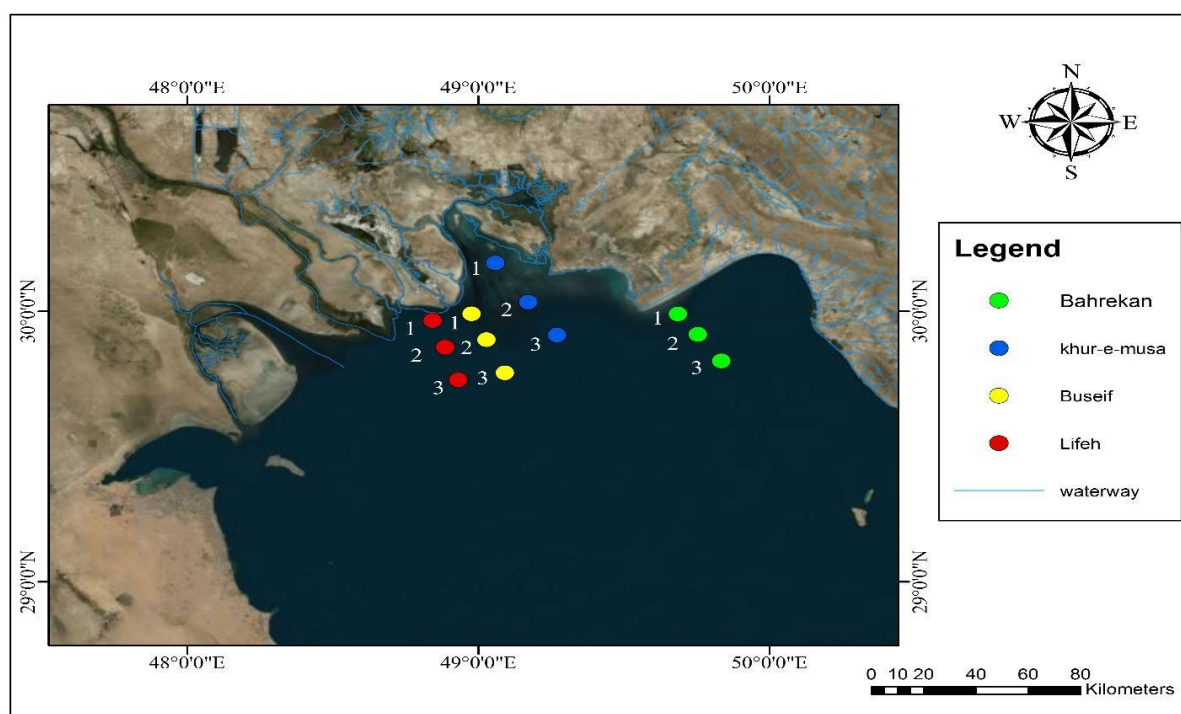 48°0'0"E 49°0'0"E 50°0'0"E
N
W E
S
30°0'0"N 30°0'0"N
29°0'0"N 29°0'0"N
1
2
3
1
2
3
1
2
3
1
2
3
48°0'0"E 49°0'0"E 50°0'0"E
Legend
Bahrekan
khur-e-musa
Buseif
Lifeh
waterway
0 10 20 40 60 80
Kilometers